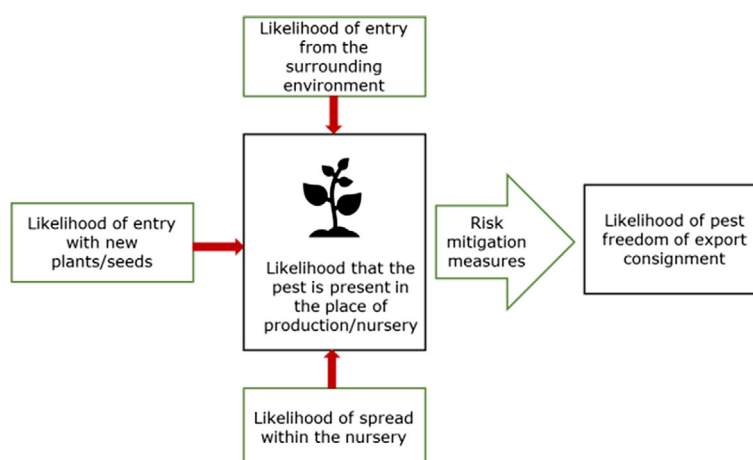 Likelihood of entry
from the
surrounding
environment
Likelihood of entry
with new
plants/seeds
Likelihood that the
pest is present in
the place of
production/nursery
Risk
mitigation
measures
Likelihood of pest
freedom of export
consignment
Likelihood of spread
within the nursery